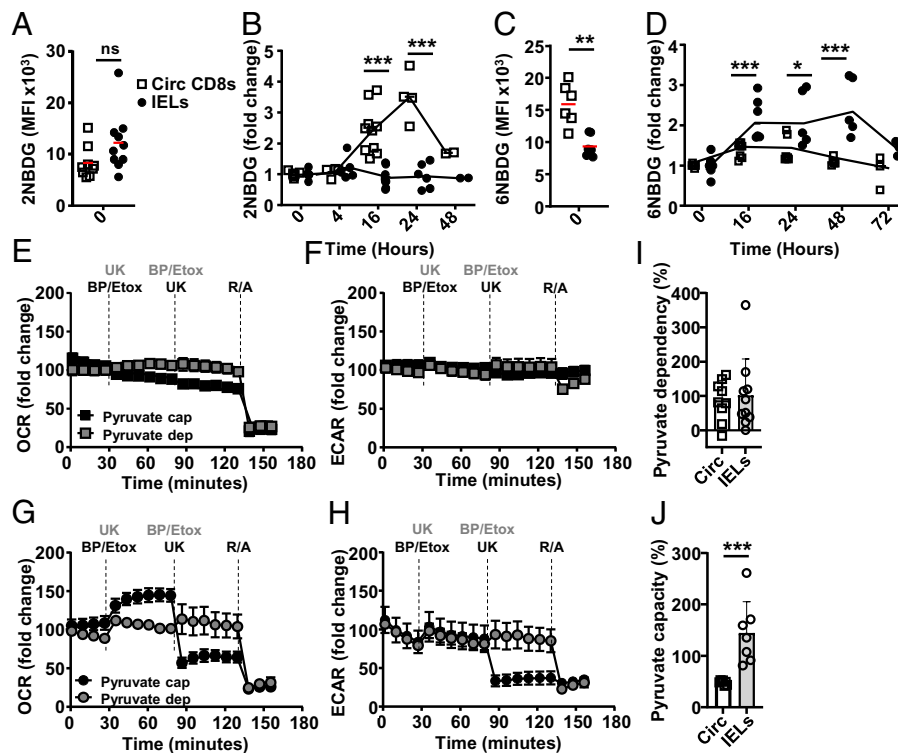 A
ns
2NBDG (MFI x10³)
30
20
10
0
0
Circ CD8s
IELs
B
***
***
2NBDG (fold change)
5
4
3
2
1
0
0
4
16
24
48
Time (Hours)
C
**
6NBDG (MFI x10³)
25
20
15
10
5
0
0
D
***
*
***
6NBDG (fold change)
4
3
2
1
0
0
16
24
48
72
Time (Hours)
E
UK
BP/Etox
BP/Etox
UK
R/A
OCR (fold change)
200
150
100
50
0
Pyruvate cap
Pyruvate dep
0
30
60
90
120
150
180
Time (minutes)
F
UK
BP/Etox
BP/Etox
UK
R/A
ECAR (fold change)
200
150
100
50
0
0
30
60
90
120
150
180
Time (minutes)
I
Pyruvate dependency (%)
400
300
200
100
0
Circ
IELs
G
UK
BP/Etox
BP/Etox
UK
R/A
OCR (fold change)
200
150
100
50
0
Pyruvate cap
Pyruvate dep
0
30
60
90
120
150
180
Time (minutes)
H
UK
BP/Etox
BP/Etox
UK
R/A
ECAR (fold change)
200
150
100
50
0
0
30
60
90
120
150
180
Time (minutes)
J
***
Pyruvate capacity (%)
300
200
100
0
Circ
IELs